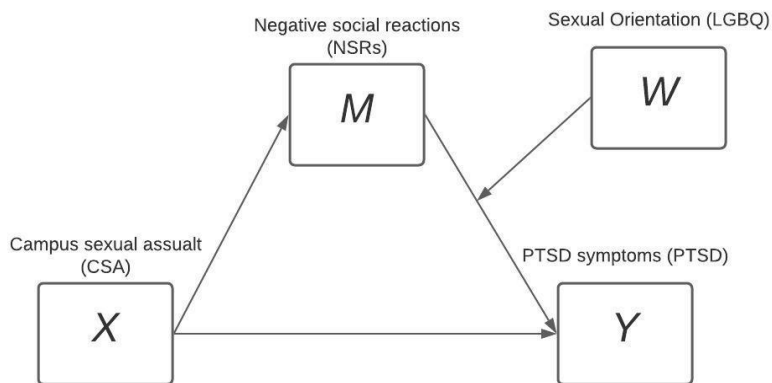 Negative social reactions
(NSRs)
M
Sexual Orientation (LGBQ)
W
Campus sexual assualt
(CSA)
X
PTSD symptoms (PTSD)
Y